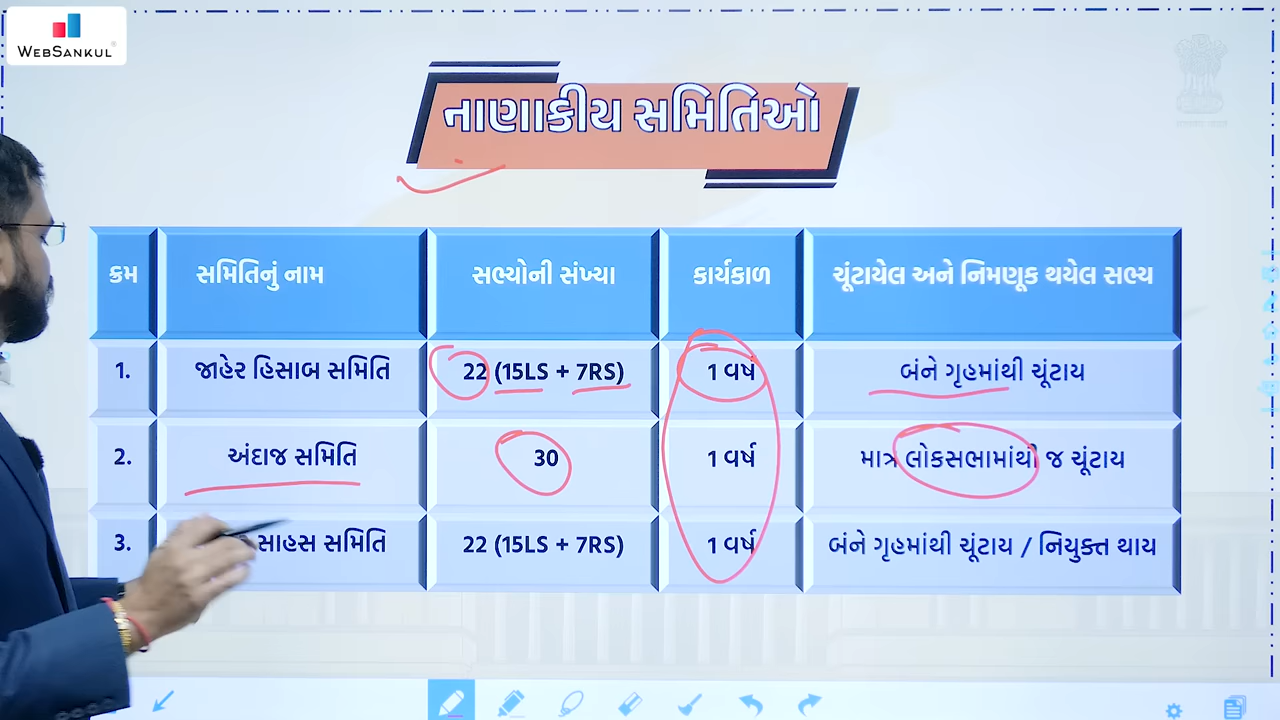 WEBSANKUL
નાણાકીય સમિતિઓ
ક્રમ સમિતિનું નામ સભ્યોની સંખ્યા કાર્યકાળ ચૂંટાયેલ અને નિમણૂક થયેલ સભ્ય
1. જાહેર હિસાબ સમિતિ 22 (15LS + 7RS) 1 વર્ષ બંને ગૃહમાંથી ચૂંટાય
2. અંદાજ સમિતિ 30 1 વર્ષ માત્ર લોકસભામાંથી જ ચૂંટાય
3. સાહસ સમિતિ 22 (15LS + 7RS) 1 વર્ષ બંને ગૃહમાંથી ચૂંટાય / નિયુક્ત થાય